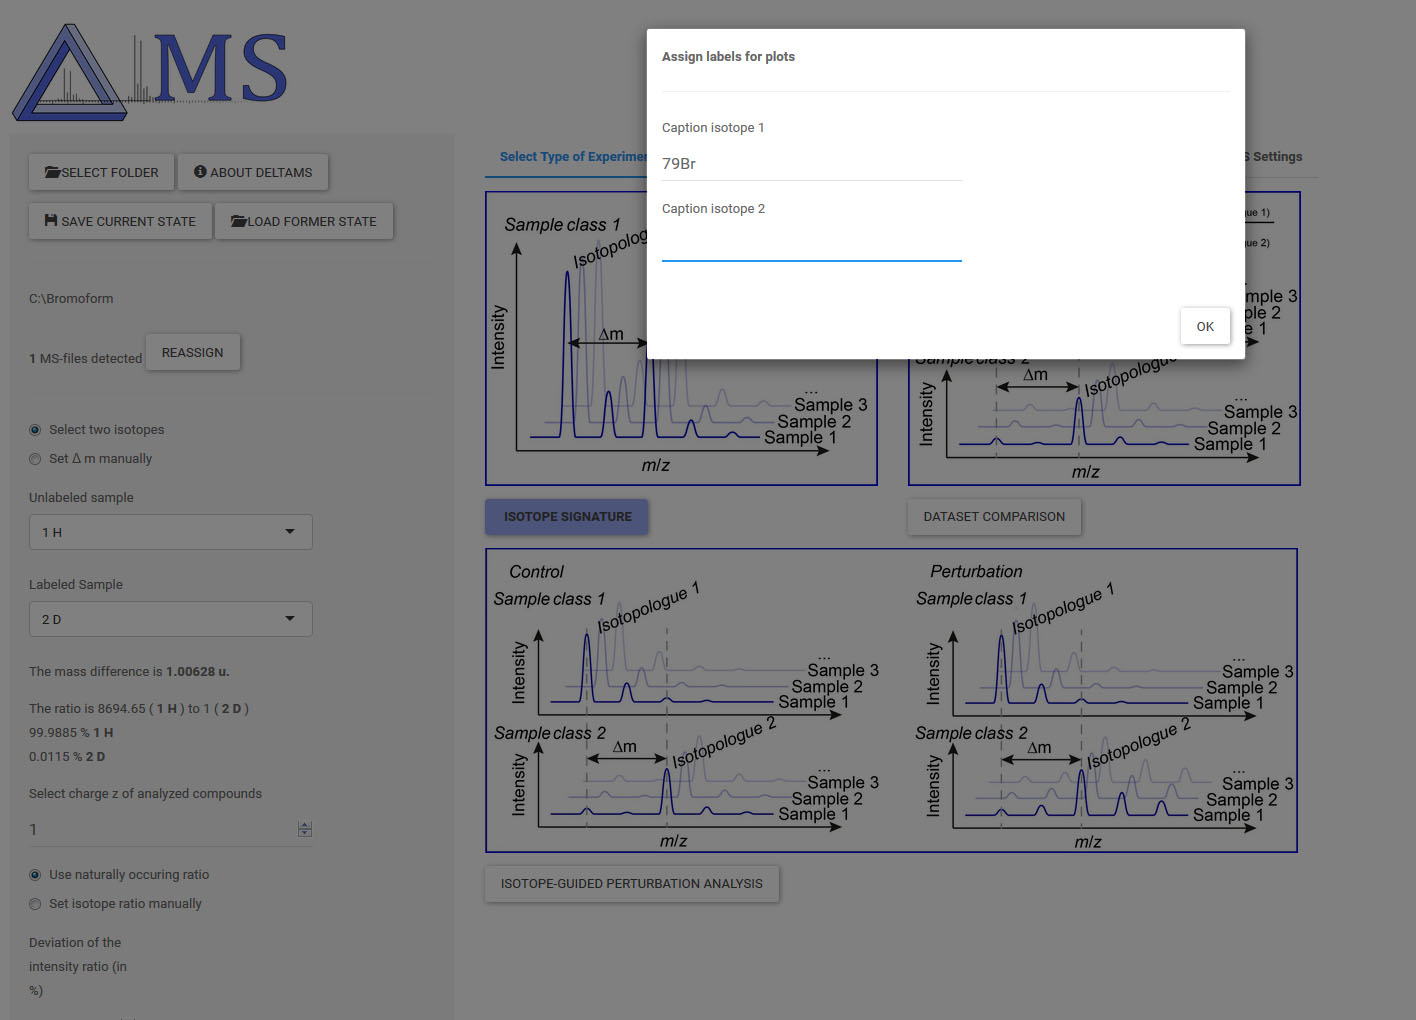 MS
SELECT FOLDER
ABOUT DELTAMS
SAVE CURRENT STATE
LOAD FORMER STATE
C:\Bromoform
1 MS-files detected
REASSIGN
Select two isotopes
Set Δ m manually
Unlabeled sample
1 H
Labeled Sample
2 D
The mass difference is 1.00628 u.
The ratio is 8694.65 ( 1 H ) to 1 ( 2 D )
99.9885 % 1 H
0.0115 % 2 D
Select charge z of analyzed compounds
1
Use naturally occuring ratio
Set isotope ratio manually
Deviation of the
intensity ratio (in
%)
Assign labels for plots
Caption isotope 1
79Br
Caption isotope 2
OK
Select Type of Experimen
S Settings
Sample class 1
Isotopolog
Intensity
Δm
...
Sample 3
Sample 2
Sample 1
m/z
ISOTOPE SIGNATURE
ue 1)
ue 2)
mple 3
ple 2
e 1
Sample class 2
Δm
Isotopologue
Intensity
...
Sample 3
Sample 2
Sample 1
m/z
DATASET COMPARISON
Control
Sample class 1
Isotopologue 1
Intensity
...
Sample 3
Sample 2
Sample 1
Sample class 2
Δm
Isotopologue 2
Intensity
...
Sample 3
Sample 2
Sample 1
m/z
Perturbation
Sample class 1
Isotopologue 1
Intensity
...
Sample 3
Sample 2
Sample 1
Sample class 2
Δm
Isotopologue 2
Intensity
...
Sample 3
Sample 2
Sample 1
m/z
ISOTOPE-GUIDED PERTURBATION ANALYSIS